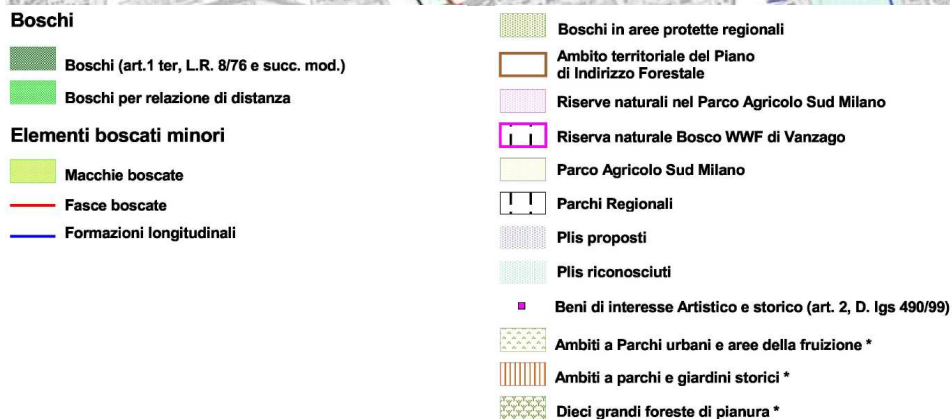 Boschi
Boschi (art.1 ter, L.R. 8/76 e succ. mod.)
Boschi per relazione di distanza
Elementi boscati minori
Macchie boscate
Fasce boscate
Formazioni longitudinali
Boschi in aree protette regionali
Ambito territoriale del Piano
di Indirizzo Forestale
Riserve naturali nel Parco Agricolo Sud Milano
Riserva naturale Bosco WWF di Vanzago
Parco Agricolo Sud Milano
Parchi Regionali
Plis proposti
Plis riconosciuti
Beni di interesse Artistico e storico (art. 2, D. lgs 490/99)
Ambiti a Parchi urbani e aree della fruizione *
Ambiti a parchi e giardini storici *
Dieci grandi foreste di pianura *